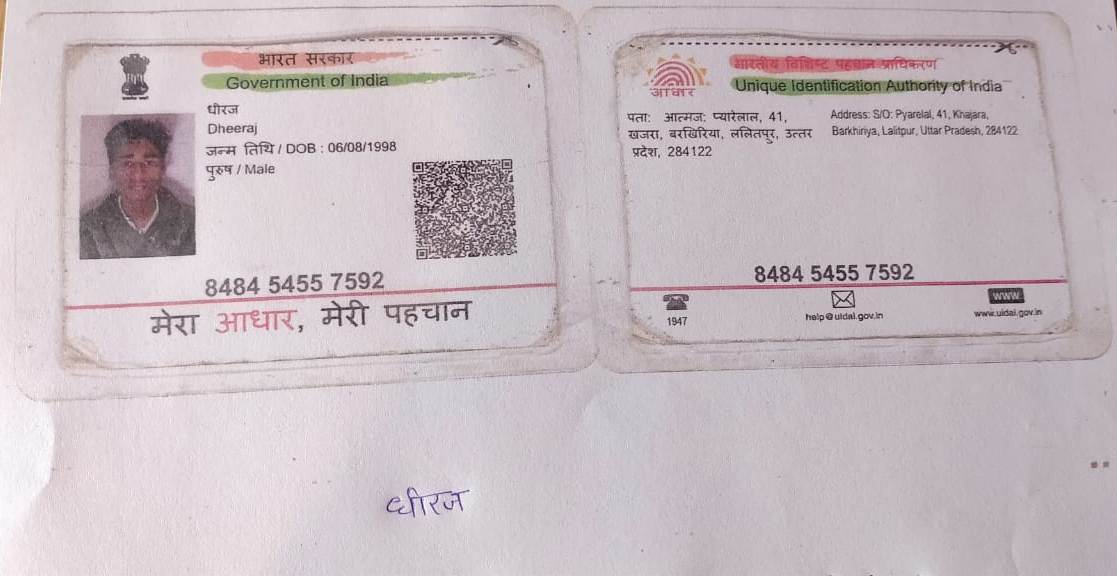 भारत सरकार
Government of India
धीरज
Dheeraj
जन्म तिथि / DOB : 06/08/1998
पुरुष / Male
8484 5455 7592
मेरा आधार, मेरी पहचान
भारतीय विशिष्ट पहचान प्राधिकरण
Unique Identification Authority of India
आधार
पता: आत्मज: प्यारेलाल, 41,
खजरा, बरखिरिया, ललितपुर, उत्तर
प्रदेश, 284122
Address: S/O: Pyarelal, 41, Khajara,
Barkhiriya, Lalitpur, Uttar Pradesh, 284122
8484 5455 7592
1947
help@uidai.gov.in
WWW
www.uidai.gov.in
धीरज